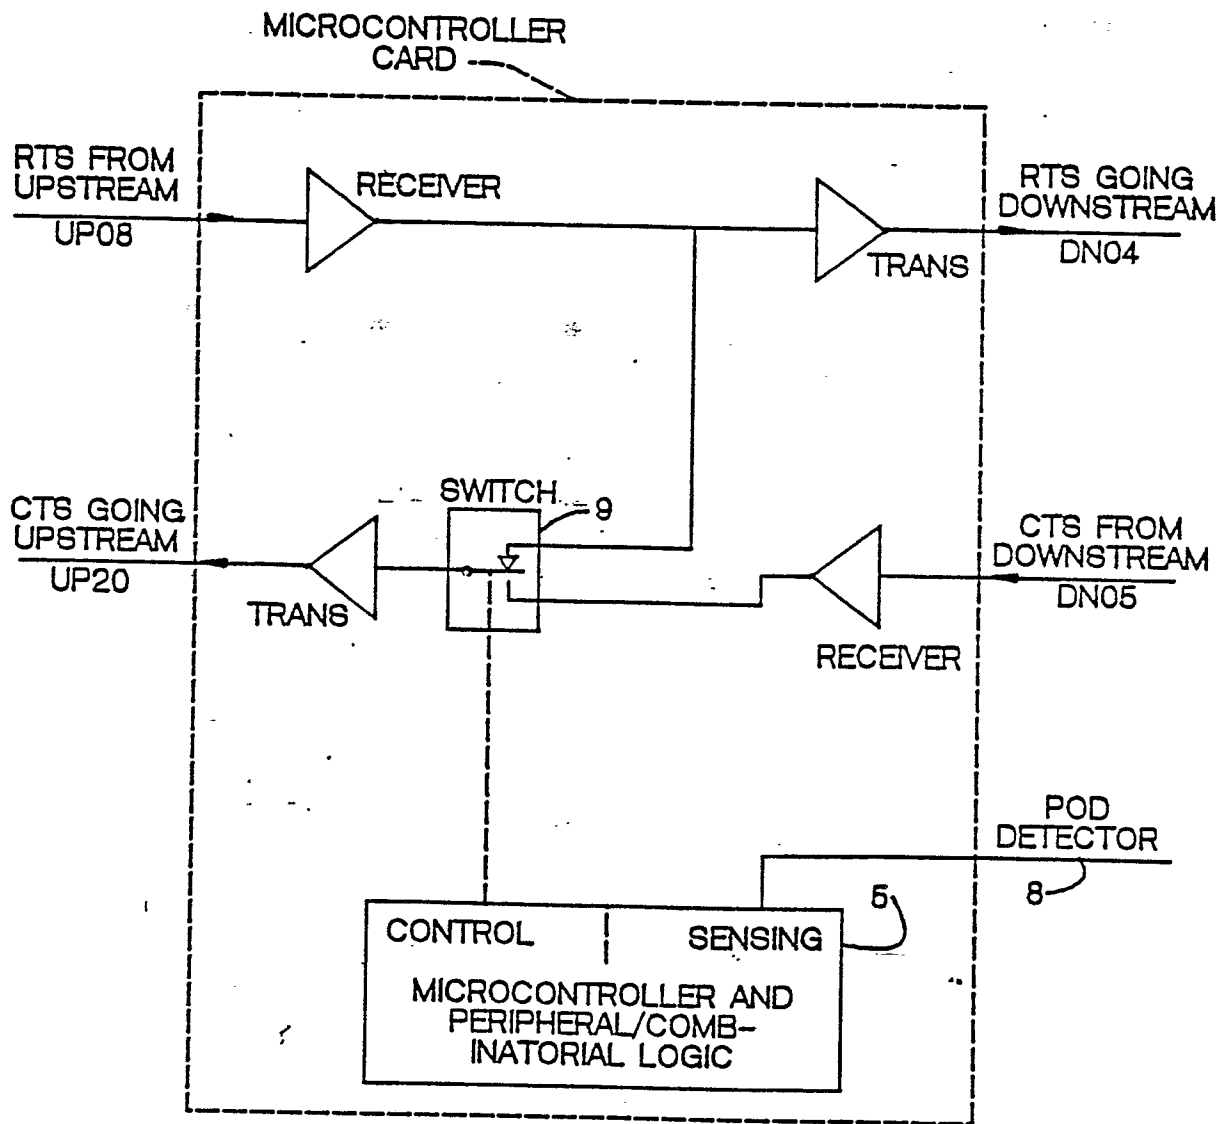 MICROCONTROLLER
CARD
RTS FROM
UPSTREAM
UP08
RECEIVER
TRANS
RTS GOING
DOWNSTREAM
DN04
CTS GOING
UPSTREAM
UP20
TRANS
SWITCH
9
RECEIVER
CTS FROM
DOWNSTREAM
DN05
POD
DETECTOR
8
5
CONTROL
SENSING
MICROCONTROLLER AND
PERIPHERAL/COMB-
INATORIAL LOGIC